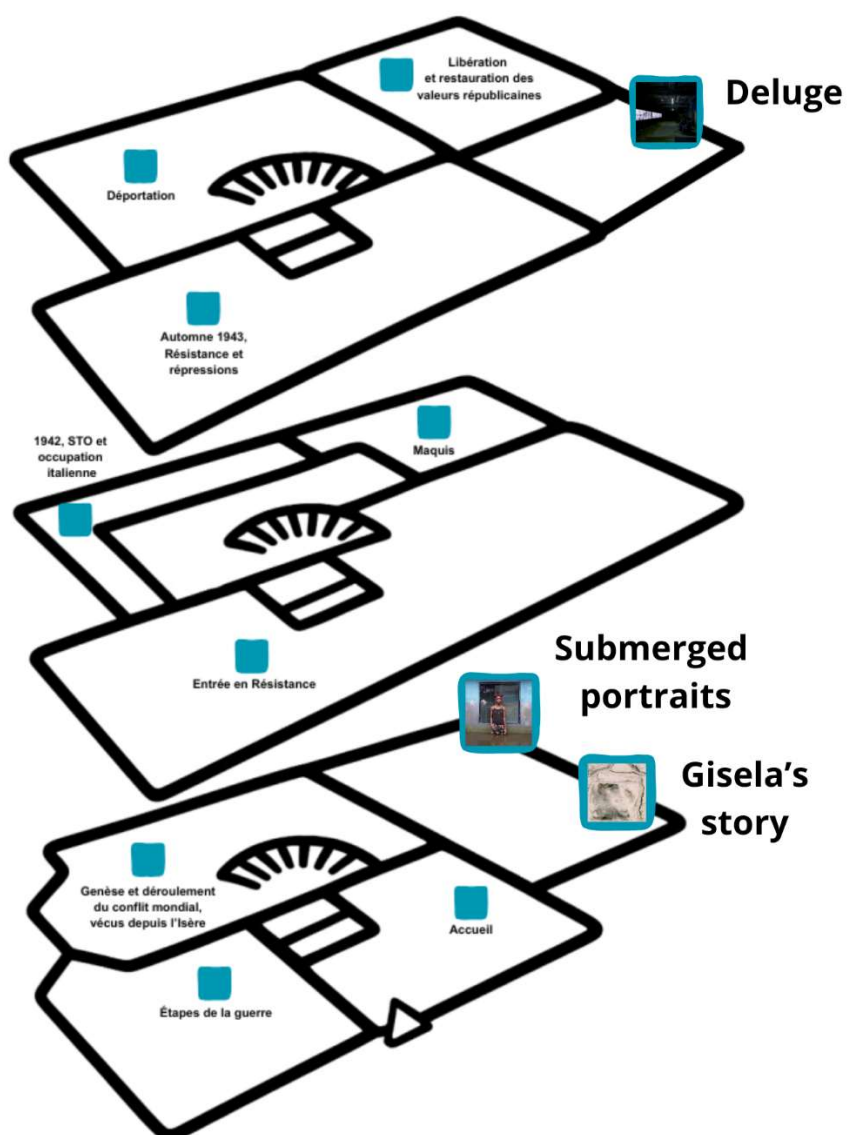 Libération
et restauration des
valeurs républicaines
Deluge
Déportation
Automne 1943,
Résistance et
répressions
1942, STO et
occupation
italienne
Maquis
Entrée en Résistance
Submerged
portraits
Gisela’s
story
Genèse et déroulement
du conflit mondial,
vécus depuis l’Isère
Accueil
Étapes de la guerre